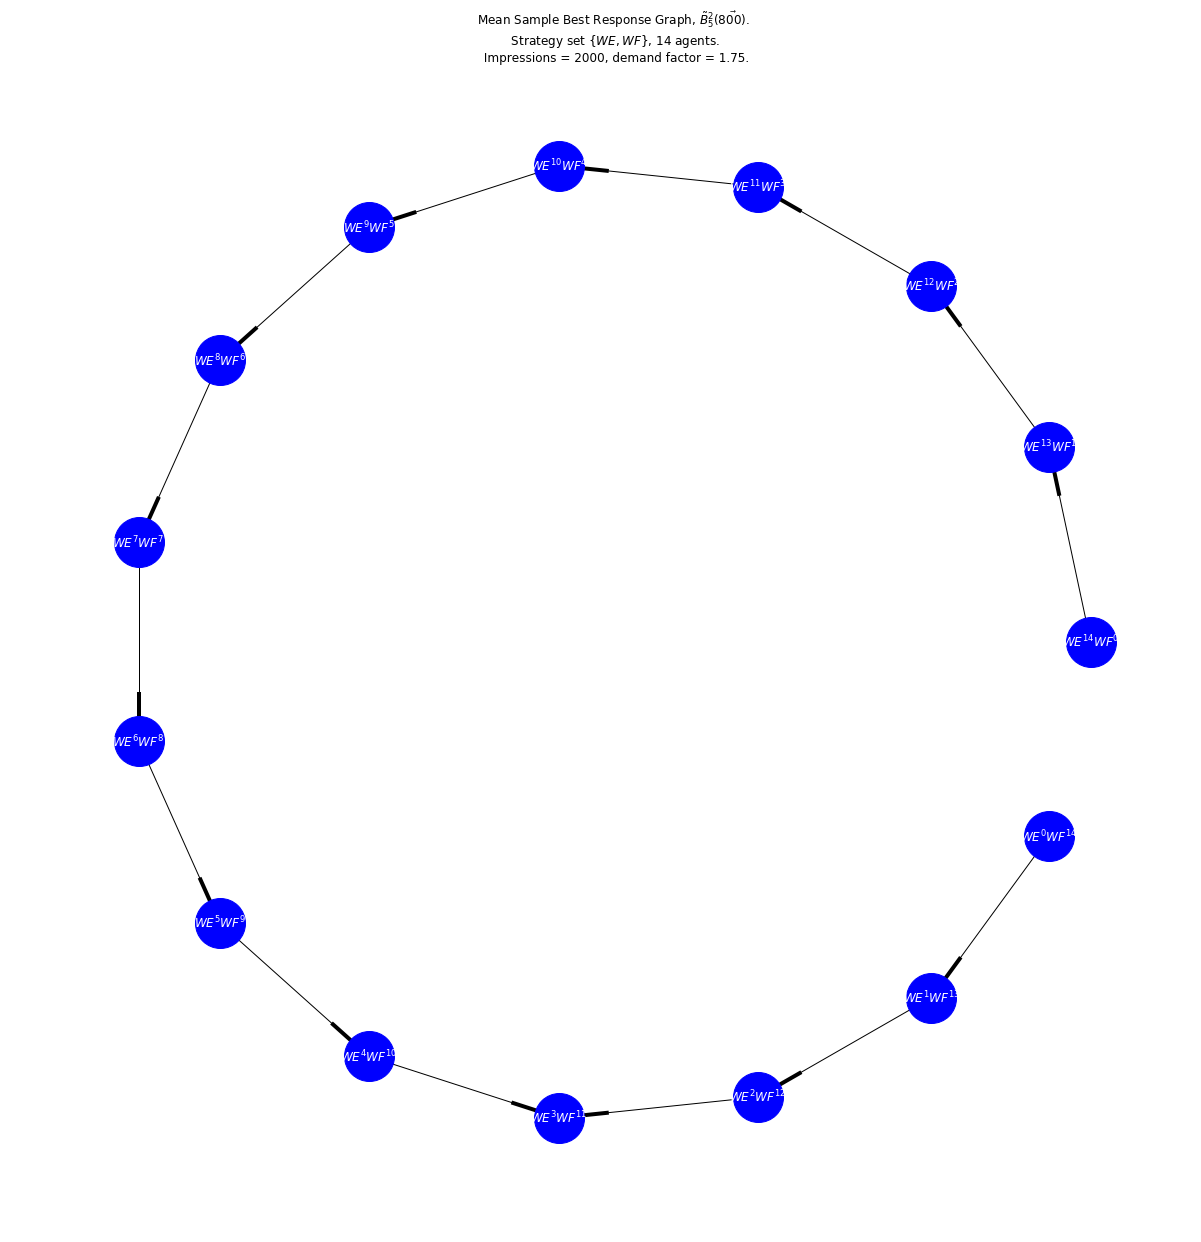 Mean Sample Best Response Graph, $\tilde{B}_5^2(\vec{800})$.
Strategy set {WE, WF}, 14 agents.
Impressions = 2000, demand factor = 1.75.
WE^{10}WF^4
WE^{11}WF^3
WE^9WF^5
WE^{12}WF^2
WE^8WF^6
WE^{13}WF^1
WE^7WF^7
WE^{14}WF^0
WE^6WF^8
WE^0WF^{14}
WE^5WF^9
WE^1WF^{13}
WE^4WF^{10}
WE^2WF^{12}
WE^3WF^{11}